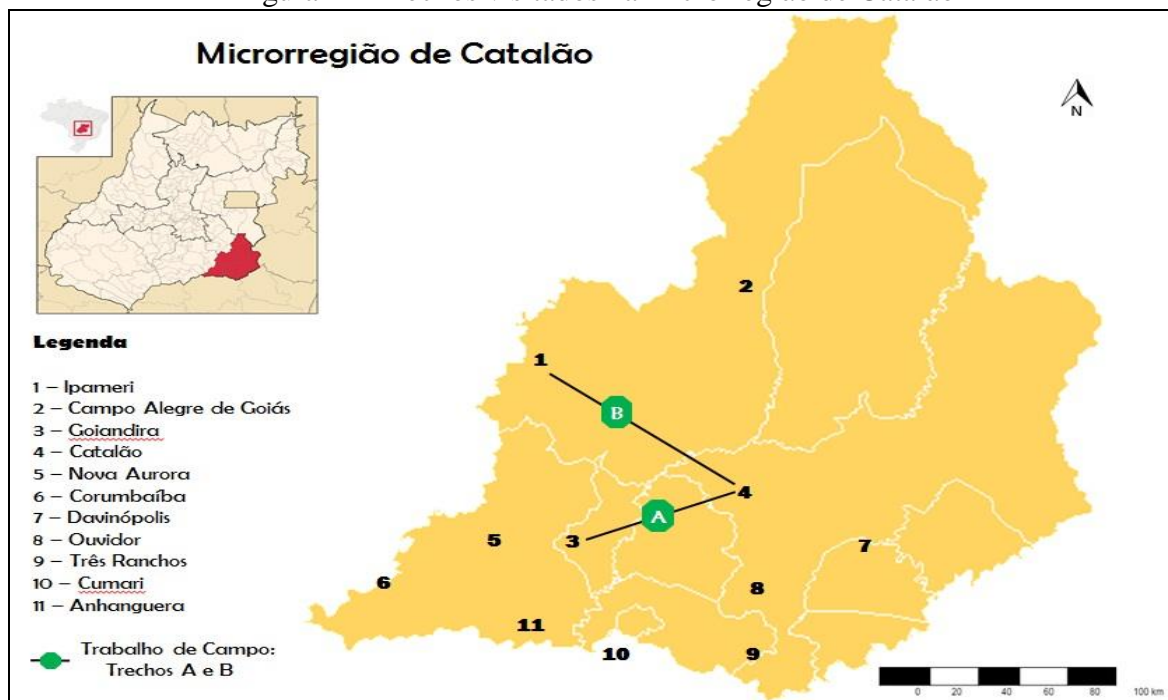 Microrregião de Catalão
N
Legenda
1 – Ipameri
2 – Campo Alegre de Goiás
3 – Goiandira
4 – Catalão
5 – Nova Aurora
6 – Corumbaíba
7 – Davinópolis
8 – Ouvidor
9 – Três Ranchos
10 – Cumari
11 – Anhanguera
Trabalho de Campo:
Trechos A e B
2
1
B
4
A
3
5
7
6
8
11
10
9
0 20 40 60 80 100 km